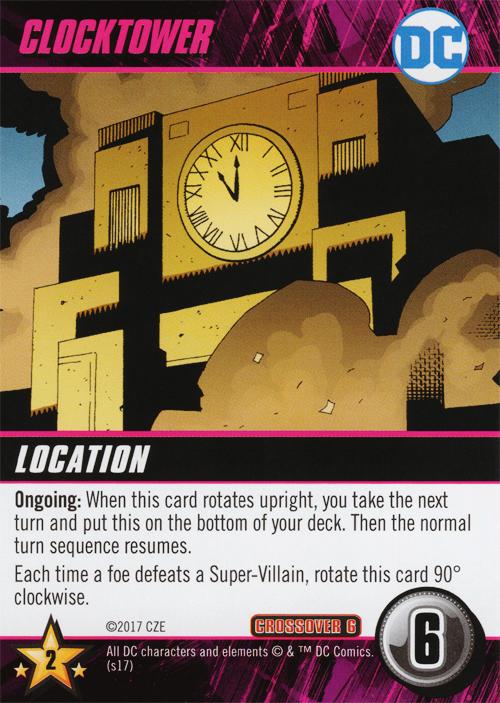 CLOCKTOWER
DC
XII
LOCATION
Ongoing: When this card rotates upright, you take the next
turn and put this on the bottom of your deck. Then the normal
turn sequence resumes.
Each time a foe defeats a Super-Villain, rotate this card 90°
clockwise.
©2017 CZE
CROSSOVER 6
6
2
All DC characters and elements © & ™ DC Comics.
(s17)